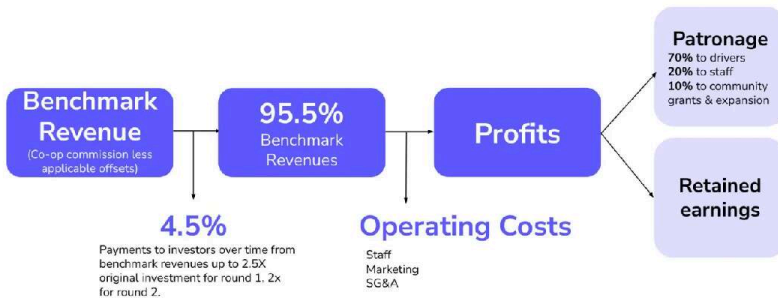 Benchmark
Revenue
(Co-op commission less
applicable offsets)
95.5%
Benchmark
Revenues
Profits
Patronage
70% to drivers
20% to staff
10% to community
grants & expansion
Retained
earnings
4.5%
Payments to investors over time from
benchmark revenues up to 2.5X
original investment for round 1, 2x
for round 2.
Operating Costs
Staff
Marketing
SG&A